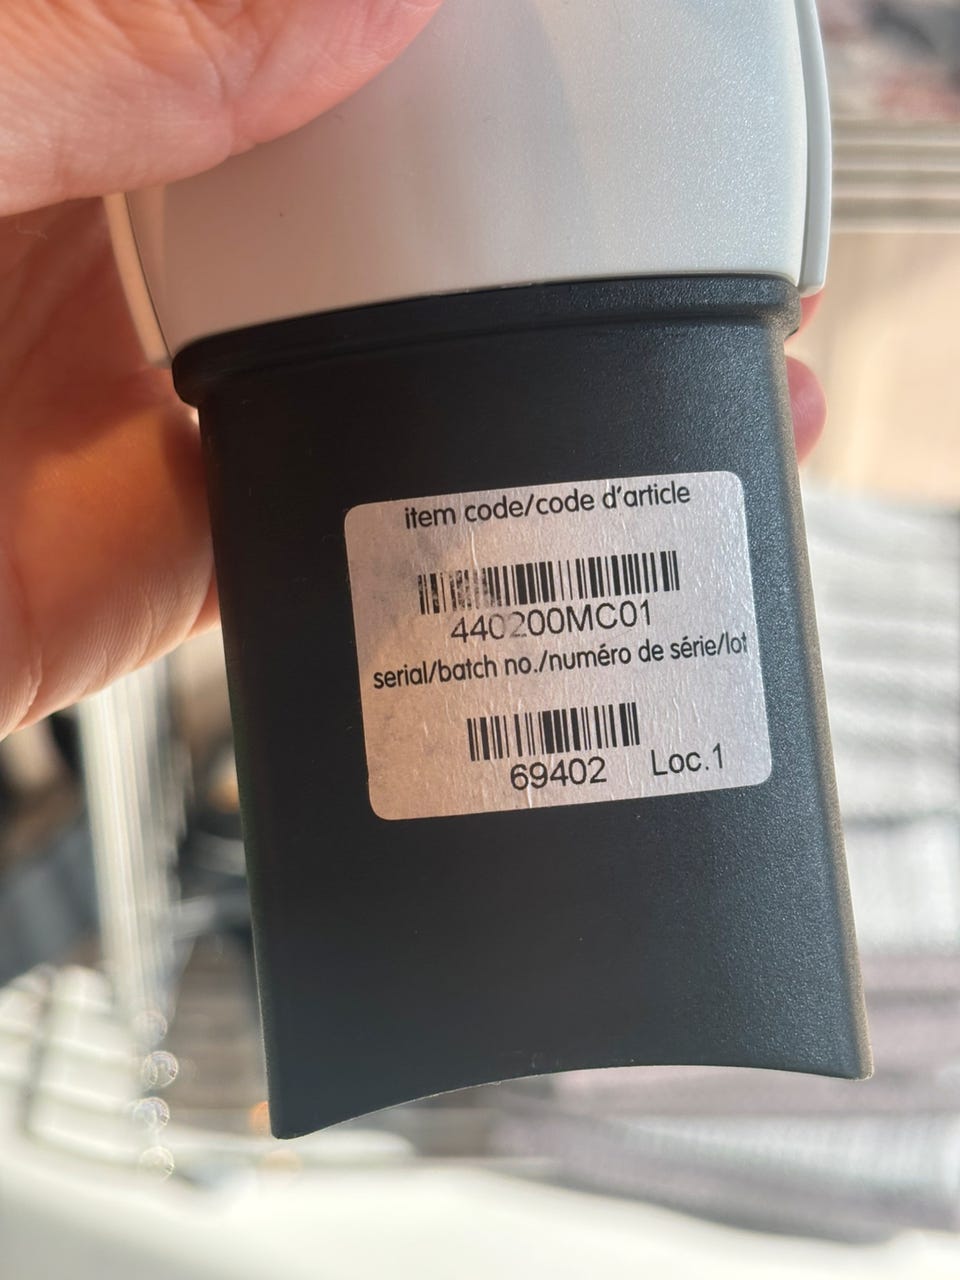 item code/code d'article
440200MC01
serial/batch no./numéro de série/lot
69402 Loc.1